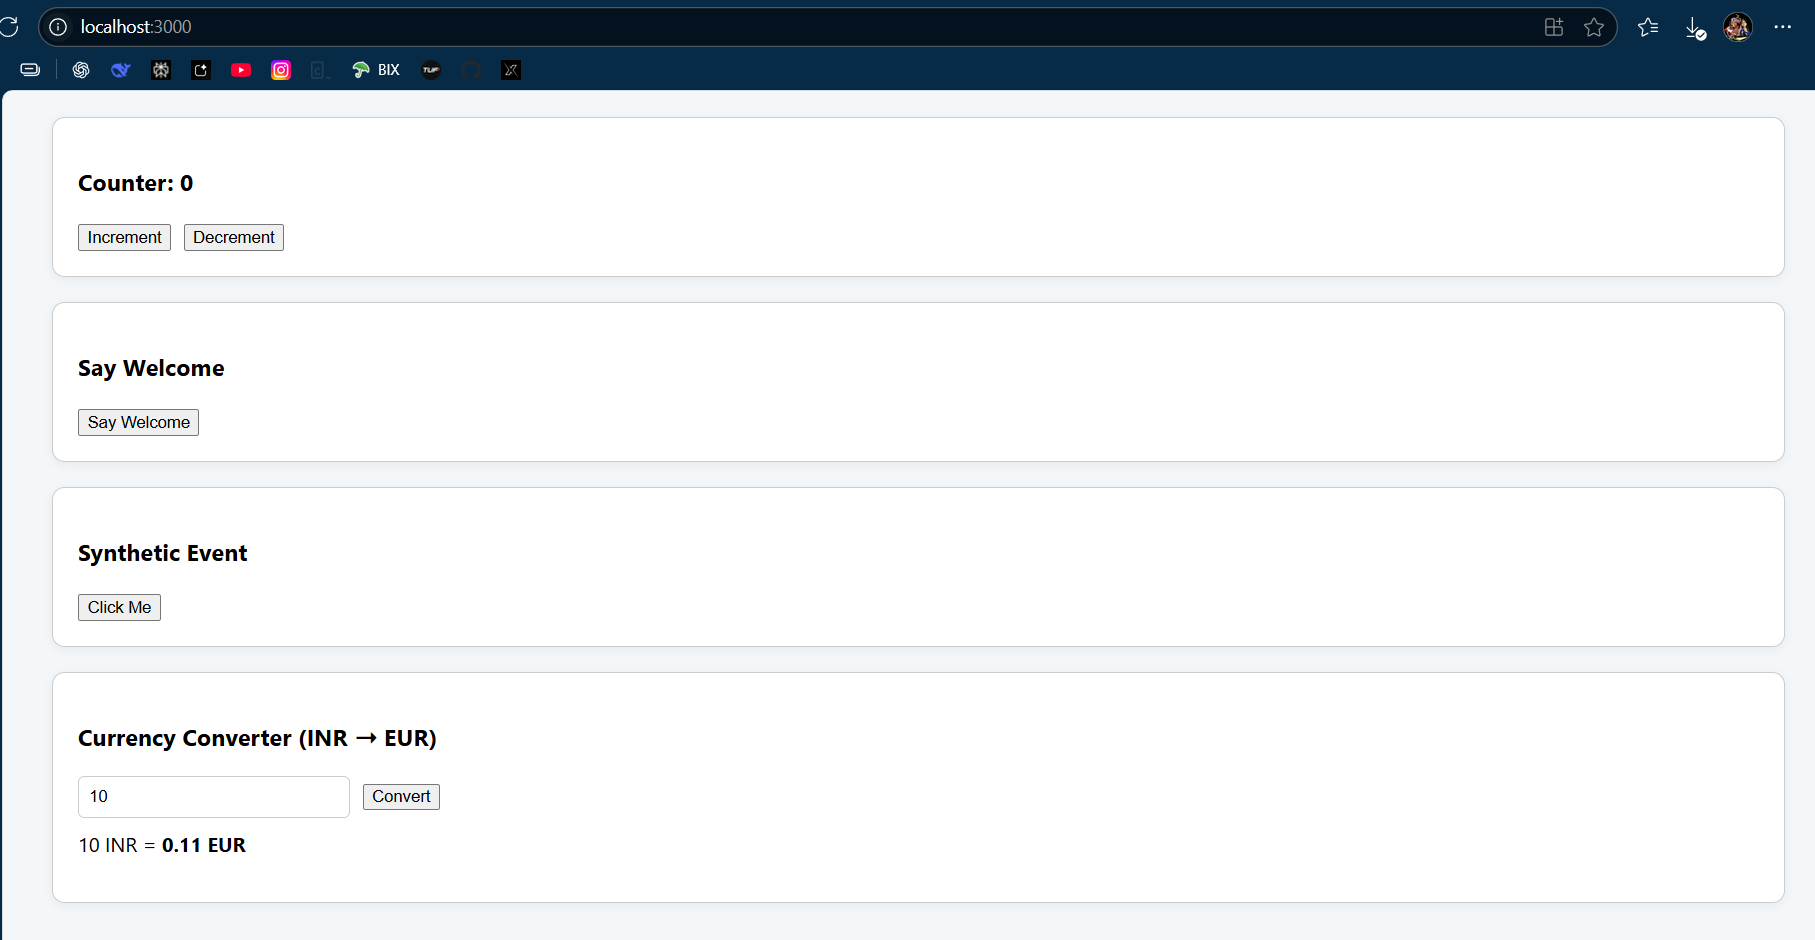 localhost:3000
BIX
TUF
Counter: 0
Increment Decrement
Say Welcome
Say Welcome
Synthetic Event
Click Me
Currency Converter (INR → EUR)
10 Convert
10 INR = 0.11 EUR